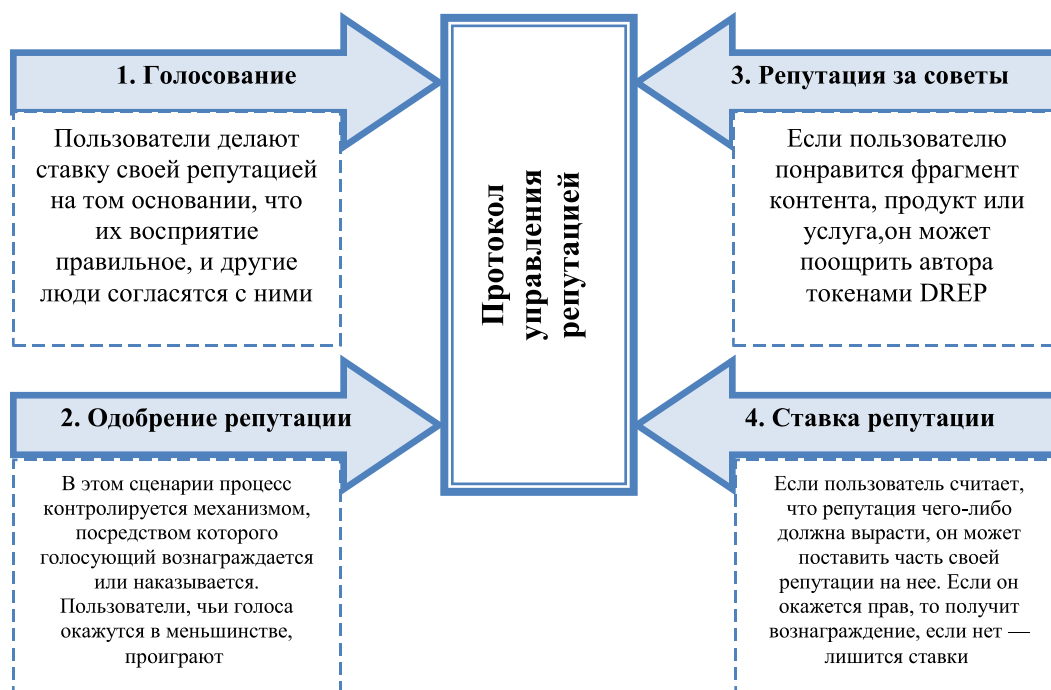 1. Голосование
Пользователи делают
ставку своей репутацией
на том основании, что
их восприятие
правильное, и другие
люди согласятся с ними
2. Одобрение репутации
В этом сценарии процесс
контролируется механизмом,
посредством которого
голосующий вознаграждается
или наказывается.
Пользователи, чьи голоса
окажутся в меньшинстве,
проиграют
Протокол
управления
репутацией
3. Репутация за советы
Если пользователю
понравится фрагмент
контента, продукт или
услуга,он может
поощрить автора
токенами DREP
4. Ставка репутации
Если пользователь считает,
что репутация чего-либо
должна вырасти, он может
поставить часть своей
репутации на нее. Если он
окажется прав, то получит
вознаграждение, если нет —
лишится ставки